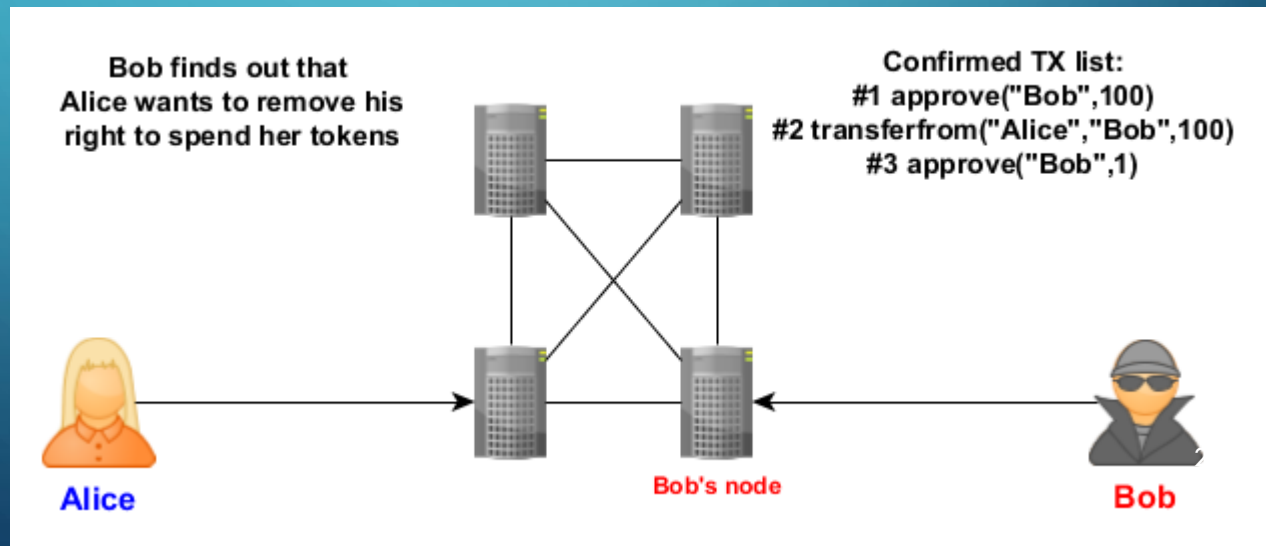 Bob finds out that
Alice wants to remove his
right to spend her tokens
Confirmed TX list:
#1 approve("Bob",100)
#2 transferfrom("Alice","Bob",100)
#3 approve("Bob",1)
Alice
Bob's node
Bob